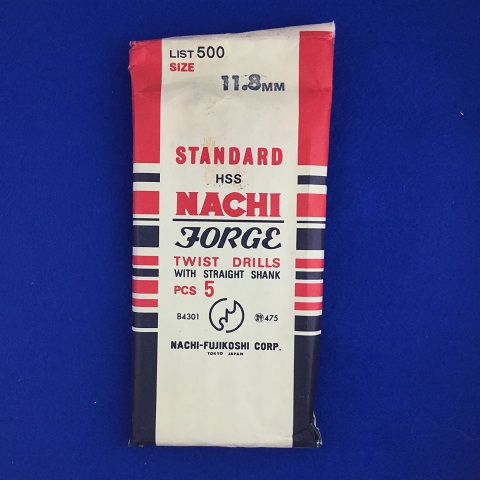 LIST 500
SIZE
11.8MM
STANDARD
HSS
NACHI
FORGE
TWIST DRILLS
WITH STRAIGHT SHANK
PCS 5
B4301
475
NACHI-FUJIKOSHI CORP.
TOKYO JAPAN